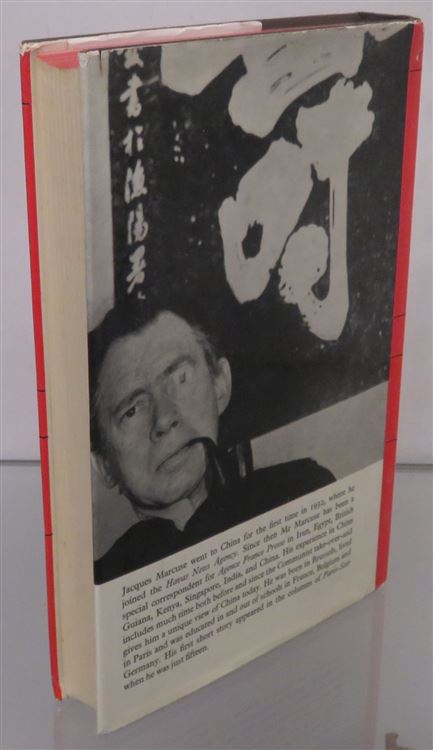 書於漁陽
Jacques Marcuse went to China for the first time in 1932, where he
joined the Havas News Agency. Since then Mr Marcuse has been a
special correspondent for Agence France Presse in Iran, Egypt, British
Guiana, Kenya, Singapore, India, and China. His experience in China
includes much time both before and since the Communist take-over—and
gives him a unique view of China today. He was born in Brussels, lived
in Paris and was educated in and out of schools in France, Belgium and
Germany. His first short story appeared in the columns of Paris-Soir
when he was just fifteen.